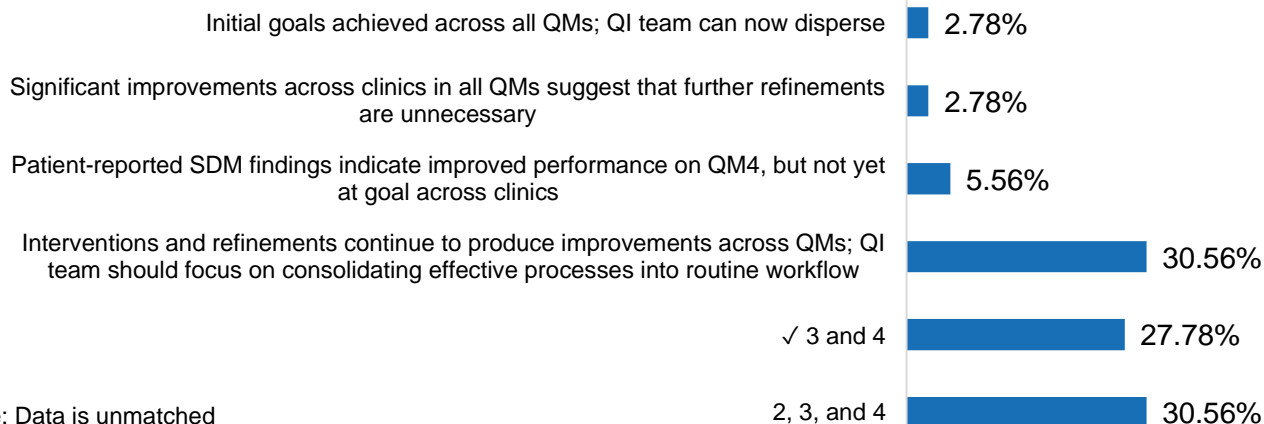 Initial goals achieved across all QMs; QI team can now disperse
2.78%
Significant improvements across clinics in all QMs suggest that further refinements
are unnecessary
2.78%
Patient-reported SDM findings indicate improved performance on QM4, but not yet
at goal across clinics
5.56%
Interventions and refinements continue to produce improvements across QMs; QI
team should focus on consolidating effective processes into routine workflow
30.56%
✓ 3 and 4
27.78%
: Data is unmatched
2, 3, and 4
30.56%